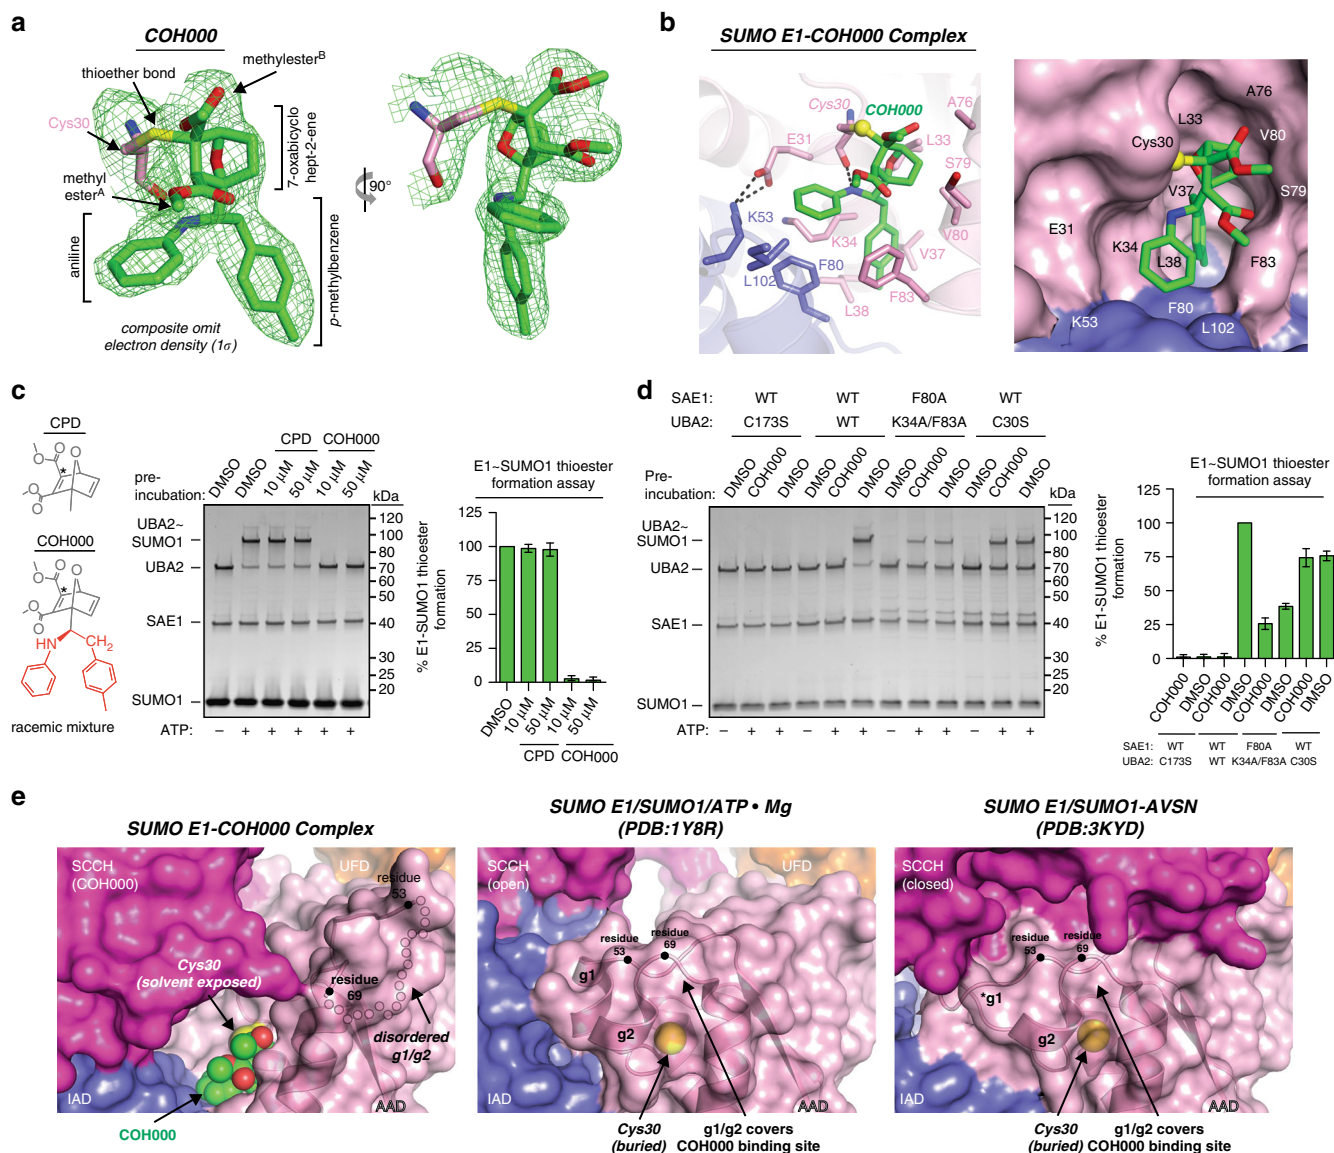 a
COH000
thioether bond
methylester^B
Cys30
methyl
ester^A
7-oxabicyclo
hept-2-ene
aniline
p-methylbenzene
composite omit
electron density (1σ)
90°
b
SUMO E1-COH000 Complex
Cys30
COH000
A76
E31
L33
S79
K53
K34
V37
V80
L102
F80
F83
L38
A76
L33
V80
Cys30
V37
S79
E31
K34
L38
F83
F80
K53
L102
c
CPD
COH000
HN
CH2
racemic mixture
CPD
COH000
Pre-
incubation:
DMSO
DMSO
10 μM
50 μM
10 μM
50 μM
kDa
UBA2~
SUMO1
UBA2
SAE1
SUMO1
120
100
70
60
50
40
30
20
ATP:
– + + + + +
E1~SUMO1 thioester
formation assay
% E1-SUMO1 thioester
formation
125
100
75
50
25
0
DMSO
10 μM
50 μM
10 μM
50 μM
CPD
COH000
d
SAE1: WT WT F80A WT
UBA2: C173S WT K34A/F83A C30S
Pre-
incubation:
DMSO
COH000
DMSO
DMSO
COH000
DMSO
DMSO
COH000
DMSO
DMSO
COH000
DMSO
kDa
UBA2~
SUMO1
UBA2
SAE1
SUMO1
120
100
70
60
50
40
30
20
ATP:
– + + – + + – + + – + +
E1~SUMO1 thioester
formation assay
% E1-SUMO1 thioester
formation
125
100
75
50
25
0
COH000
DMSO
COH000
DMSO
COH000
DMSO
COH000
DMSO
SAE1: WT WT F80A WT
UBA2: C173S WT K34A/F83A C30S
e
SUMO E1-COH000 Complex
SCCH
(COH000)
UFD
residue
53
Cys30
(solvent exposed)
residue
69
disordered
g1/g2
IAD
AAD
COH000
SUMO E1/SUMO1/ATP • Mg
(PDB:1Y8R)
SCCH
(open)
UFD
residue
53
residue
69
g1
g2
IAD
AAD
Cys30
(buried)
g1/g2 covers
COH000 binding site
SUMO E1/SUMO1-AVSN
(PDB:3KYD)
SCCH
(closed)
UFD
residue
53
residue
69
*g1
g2
IAD
AAD
Cys30
(buried)
g1/g2 covers
COH000 binding site